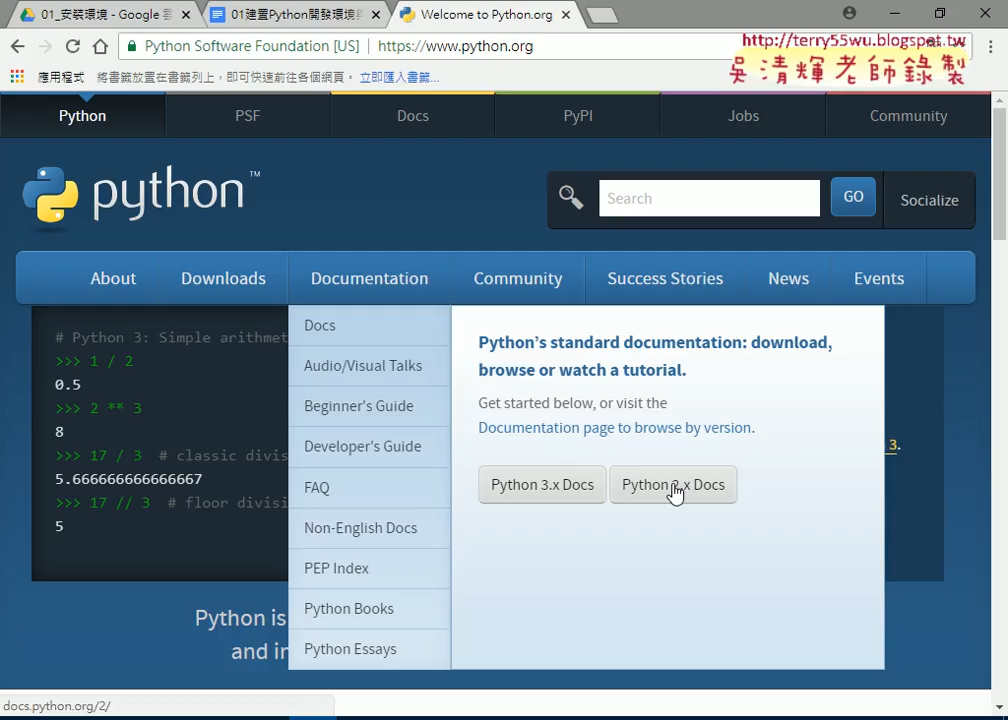 01_安裝環境 - Google 雲
01建置Python開發環境與
Welcome to Python.org
Python Software Foundation [US]
https://www.python.org
http://terry55wu.blogspot.tw
吳清輝老師錄製
應用程式
將書籤放置在書籤列上，即可快速前往各個網頁。
立即匯入書籤...
Python
PSF
Docs
PyPI
Jobs
Community
python™
Search
GO
Socialize
About
Downloads
Documentation
Community
Success Stories
News
Events
# Python 3: Simple arithmet
>>> 1 / 2
0.5
>>> 2 ** 3
8
>>> 17 / 3  # classic divis
5.666666666666667
>>> 17 // 3  # floor divisi
5
Docs
Audio/Visual Talks
Beginner's Guide
Developer's Guide
FAQ
Non-English Docs
PEP Index
Python Books
Python Essays
Python’s standard documentation: download,
browse or watch a tutorial.
Get started below, or visit the
Documentation page to browse by version.
Python 3.x Docs
Python 2.x Docs
3.
Python is
and in
docs.python.org/2/